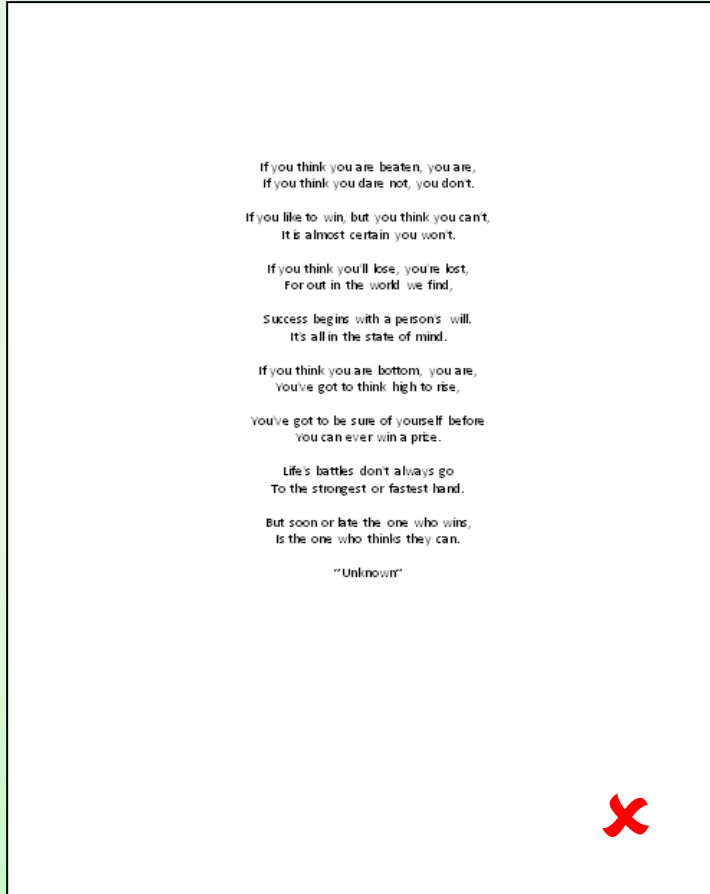 If you think you are beaten, you are,
If you think you dare not, you don't.
If you like to win, but you think you can't,
It is almost certain you won't.
If you think you'll lose, you're lost,
For out in the world we find,
Success begins with a person's will.
It's all in the state of mind.
If you think you are bottom, you are,
You've got to think high to rise,
You've got to be sure of yourself before
You can ever win a prize.
Life's battles don't always go
To the strongest or fastest hand.
But soon or late the one who wins,
Is the one who thinks they can.
~Unknown~